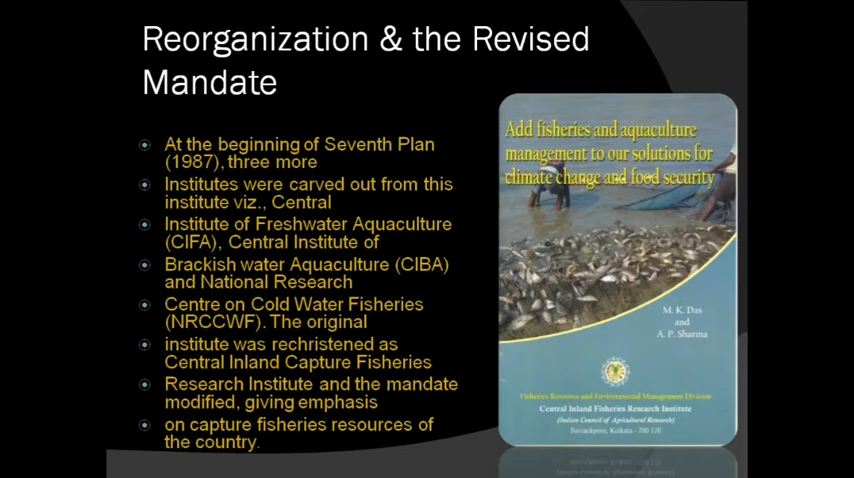 Reorganization & the Revised
Mandate
At the beginning of Seventh Plan
(1987), three more
Institutes were carved out from this
institute viz., Central
Institute of Freshwater Aquaculture
(CIFA), Central Institute of
Brackish water Aquaculture (CIBA)
and National Research
Centre on Cold Water Fisheries
(NRCCWF). The original
institute was rechristened as
Central Inland Capture Fisheries
Research Institute and the mandate
modified, giving emphasis
on capture fisheries resources of
the country.
Add fisheries and aquaculture
management to our solutions for
climate change and food security
M. K. Das
and
A. P. Sharma
Fisheries Resource and Environmental Management Division
Central Inland Fisheries Research Institute
(Indian Council of Agricultural Research)
Barrackpore, Kolkata - 700 120